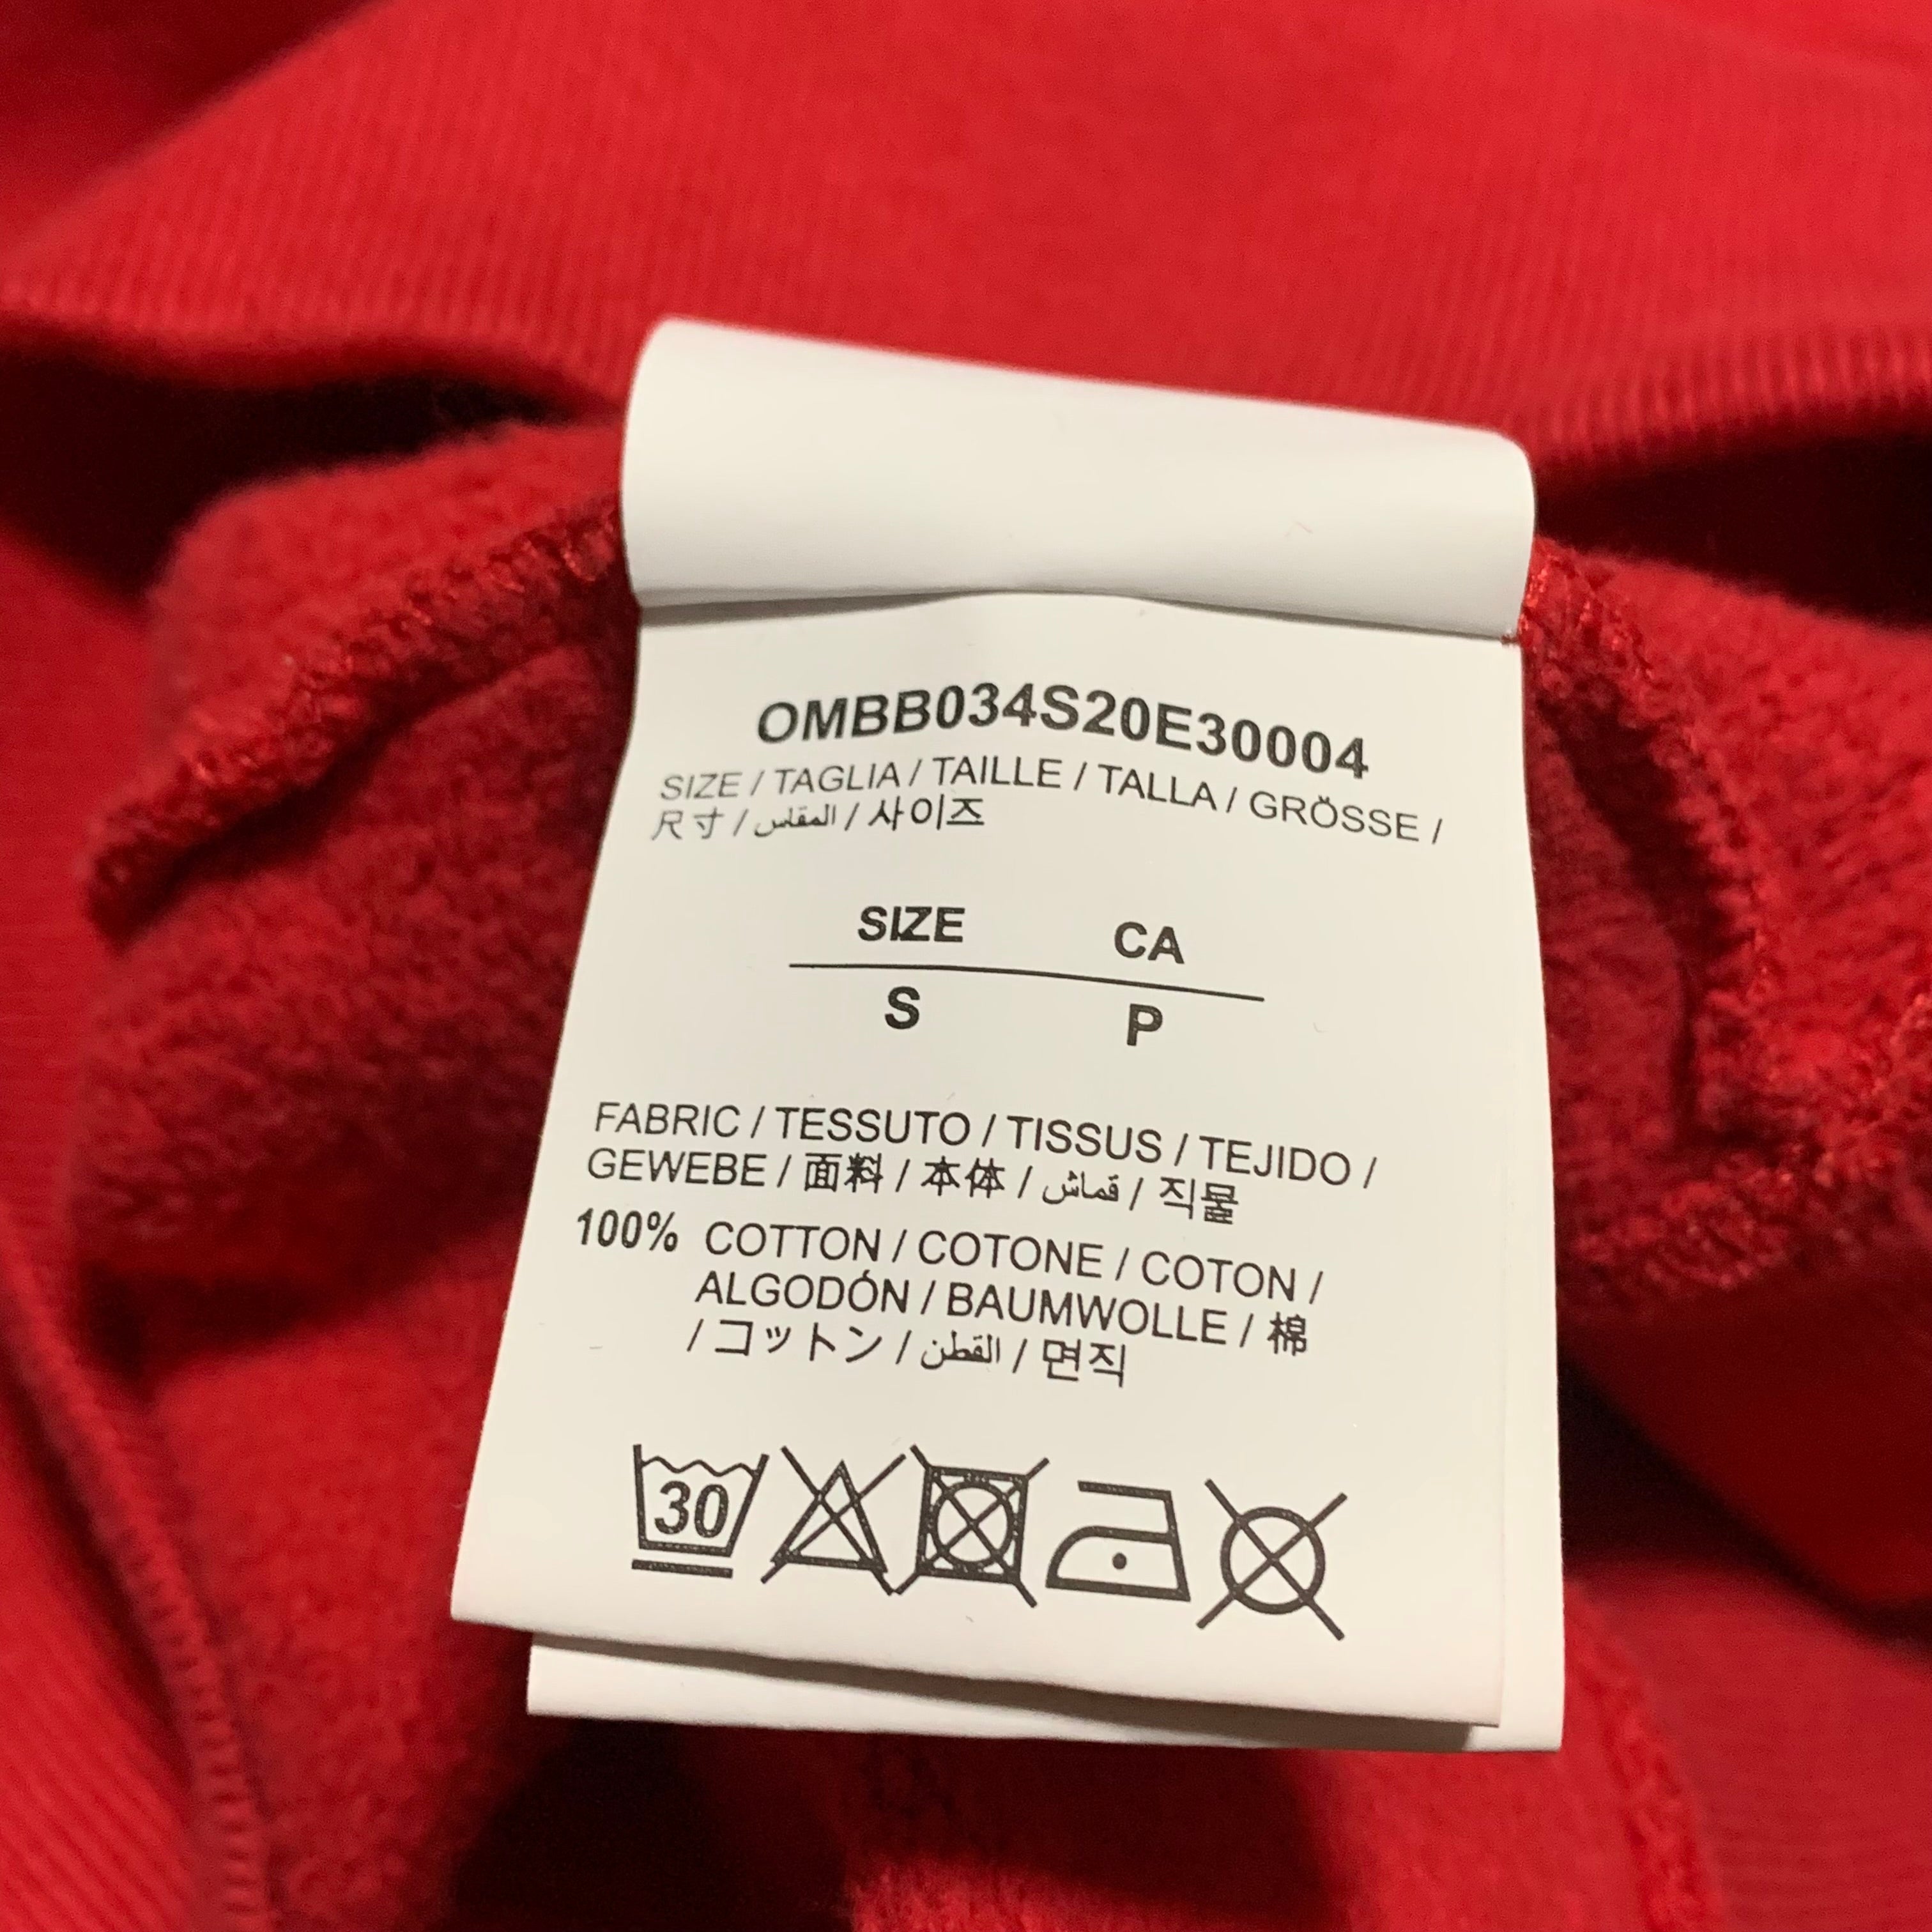 OMBB034S20E30004
SIZE / TAGLIA / TAILLE / TALLA / GRÖSSE /
尺寸 / المقاس / 사이즈
SIZE CA
S P
FABRIC / TESSUTO / TISSUS / TEJIDO /
GEWEBE / 面料 / 本体 / قماش / 직물
100% COTTON / COTONE / COTON /
ALGODÓN / BAUMWOLLE / 棉
/ コットン / القطن / 면직
30